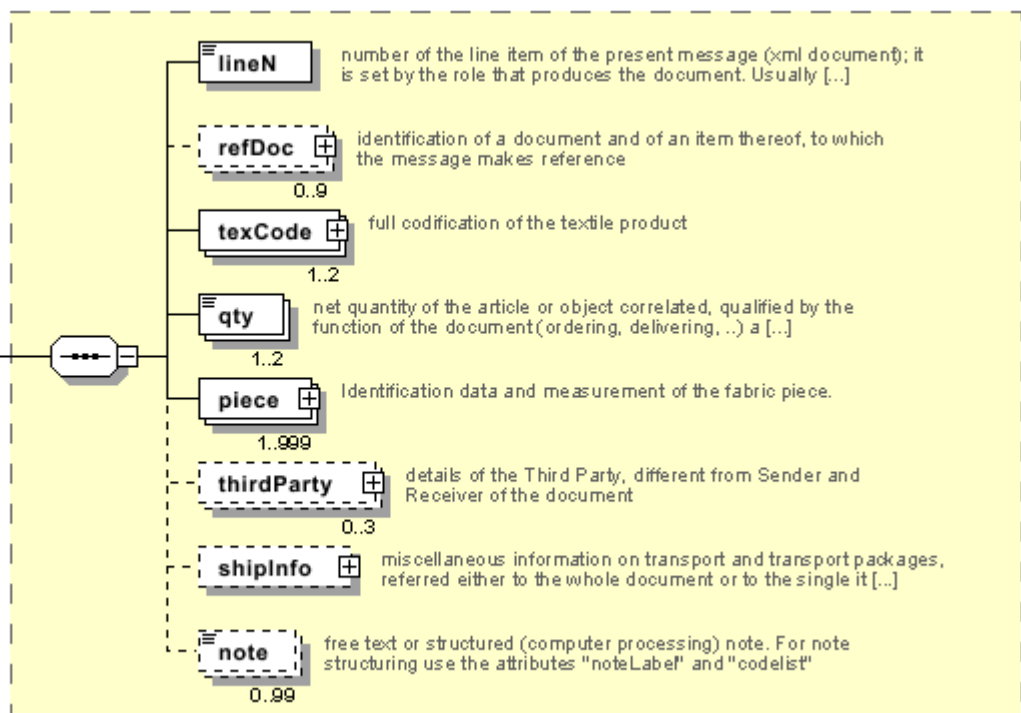 lineN
number of the line item of the present message (xml document); it
is set by the role that produces the document. Usually [...]
refDoc
identification of a document and of an item thereof, to which
the message makes reference
0..9
texCode
full codification of the textile product
1..2
qty
net quantity of the article or object correlated, qualified by the
function of the document (ordering, delivering, ..) a [...]
1..2
piece
Identification data and measurement of the fabric piece.
1..999
thirdParty
details of the Third Party, different from Sender and
Receiver of the document
0..3
shipInfo
miscellaneous information on transport and transport packages,
referred either to the whole document or to the single it [...]
note
free text or structured (computer processing) note. For note
structuring use the attributes "noteLabel" and "codelist"
0..99